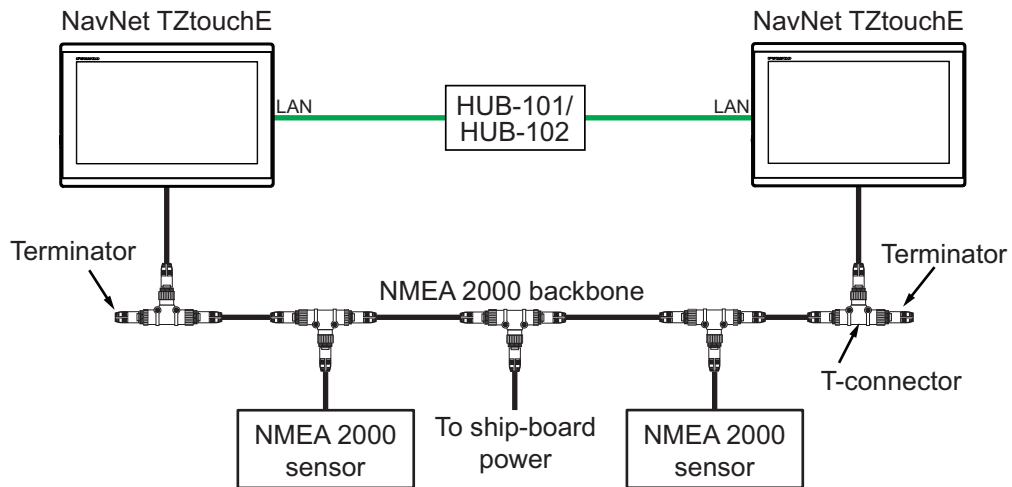 NavNet TZtouchE
NavNet TZtouchE
LAN
HUB-101/
HUB-102
LAN
Terminator
NMEA 2000 backbone
Terminator
T-connector
NMEA 2000
sensor
To ship-board
power
NMEA 2000
sensor